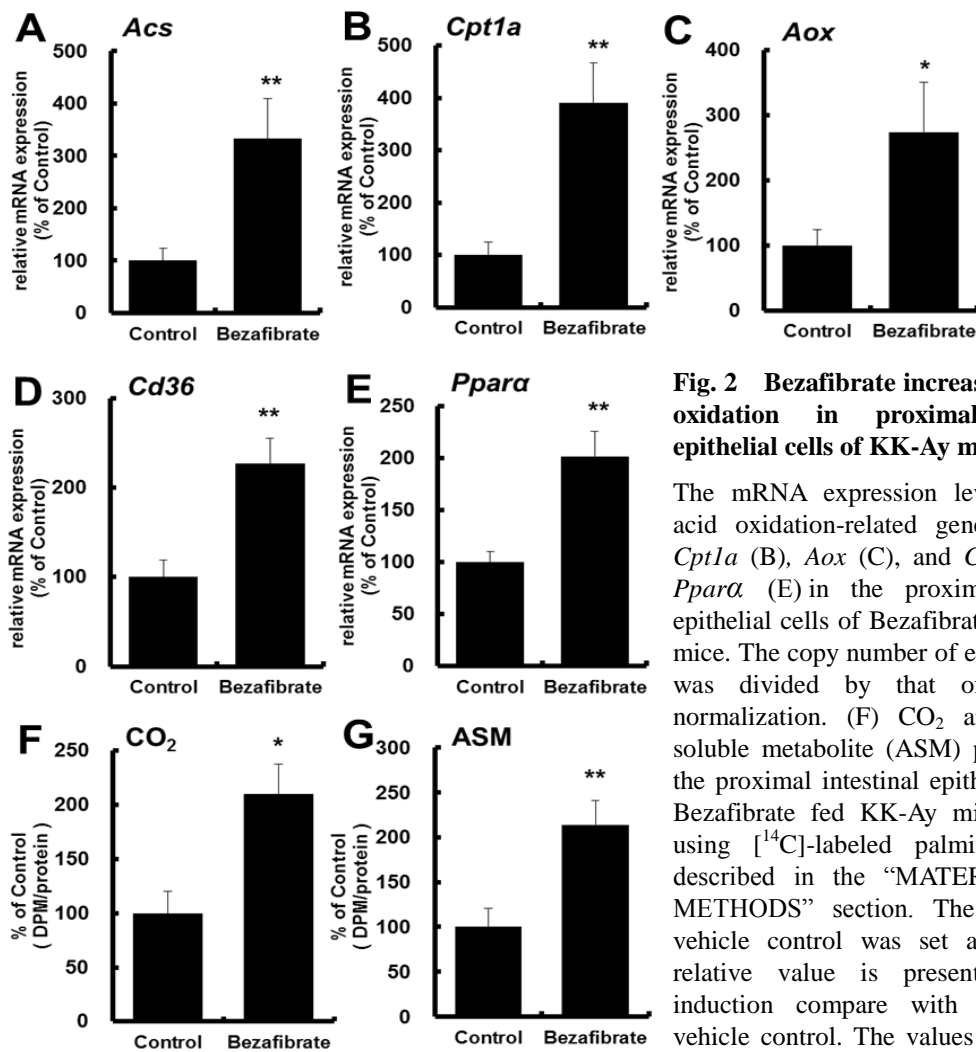 A
Acs
relative mRNA expression
(% of Control)
500
400
300
200
100
0
**
Control
Bezafibrate
B
Cpt1a
relative mRNA expression
(% of Control)
500
400
300
200
100
0
**
Control
Bezafibrate
C
Aox
relative mRNA expression
(% of Control)
400
300
200
100
0
*
Control
Bezafibrate
D
Cd36
relative mRNA expression
(% of Control)
300
200
100
0
**
Control
Bezafibrate
E
Pparα
relative mRNA expression
(% of Control)
250
200
150
100
50
0
**
Control
Bezafibrate
F
CO₂
% of Control
( DPM/protein )
250
200
150
100
50
0
*
Control
Bezafibrate
G
ASM
% of Control
( DPM/protein )
300
250
200
150
100
50
0
**
Control
Bezafibrate
Fig. 2 Bezafibrate increas
oxidation in proximal
epithelial cells of KK-Ay m
The mRNA expression lev
acid oxidation-related gen
Cpt1a (B), Aox (C), and C
Pparα (E) in the proxim
epithelial cells of Bezafibrat
mice. The copy number of e
was divided by that o
normalization. (F) CO₂ a
soluble metabolite (ASM) p
the proximal intestinal epith
Bezafibrate fed KK-Ay mi
using [¹⁴C]-labeled palmi
described in the “MATER
METHODS” section. The
vehicle control was set a
relative value is present
induction compare with
vehicle control. The values